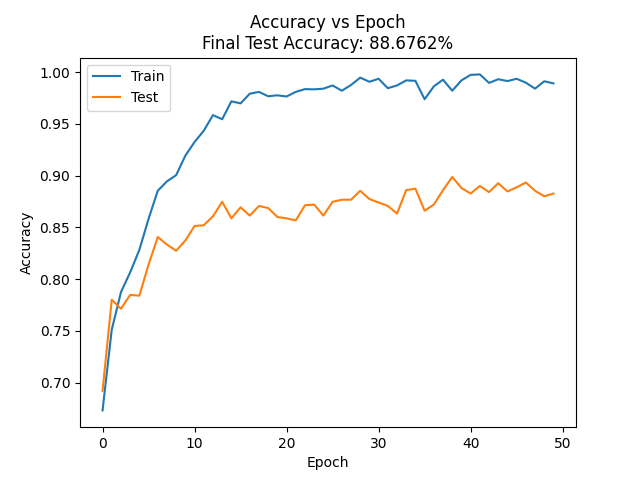 Accuracy vs Epoch
Final Test Accuracy: 88.6762%
Train
Test
1.00
0.95
0.90
0.85
0.80
0.75
0.70
Accuracy
0 10 20 30 40 50
Epoch